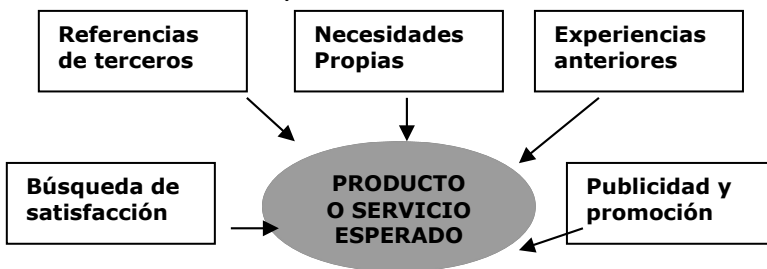 Referencias
de terceros
Necesidades
Propias
Experiencias
anteriores
Búsqueda de
satisfacción
PRODUCTO
O SERVICIO
ESPERADO
Publicidad y
promoción